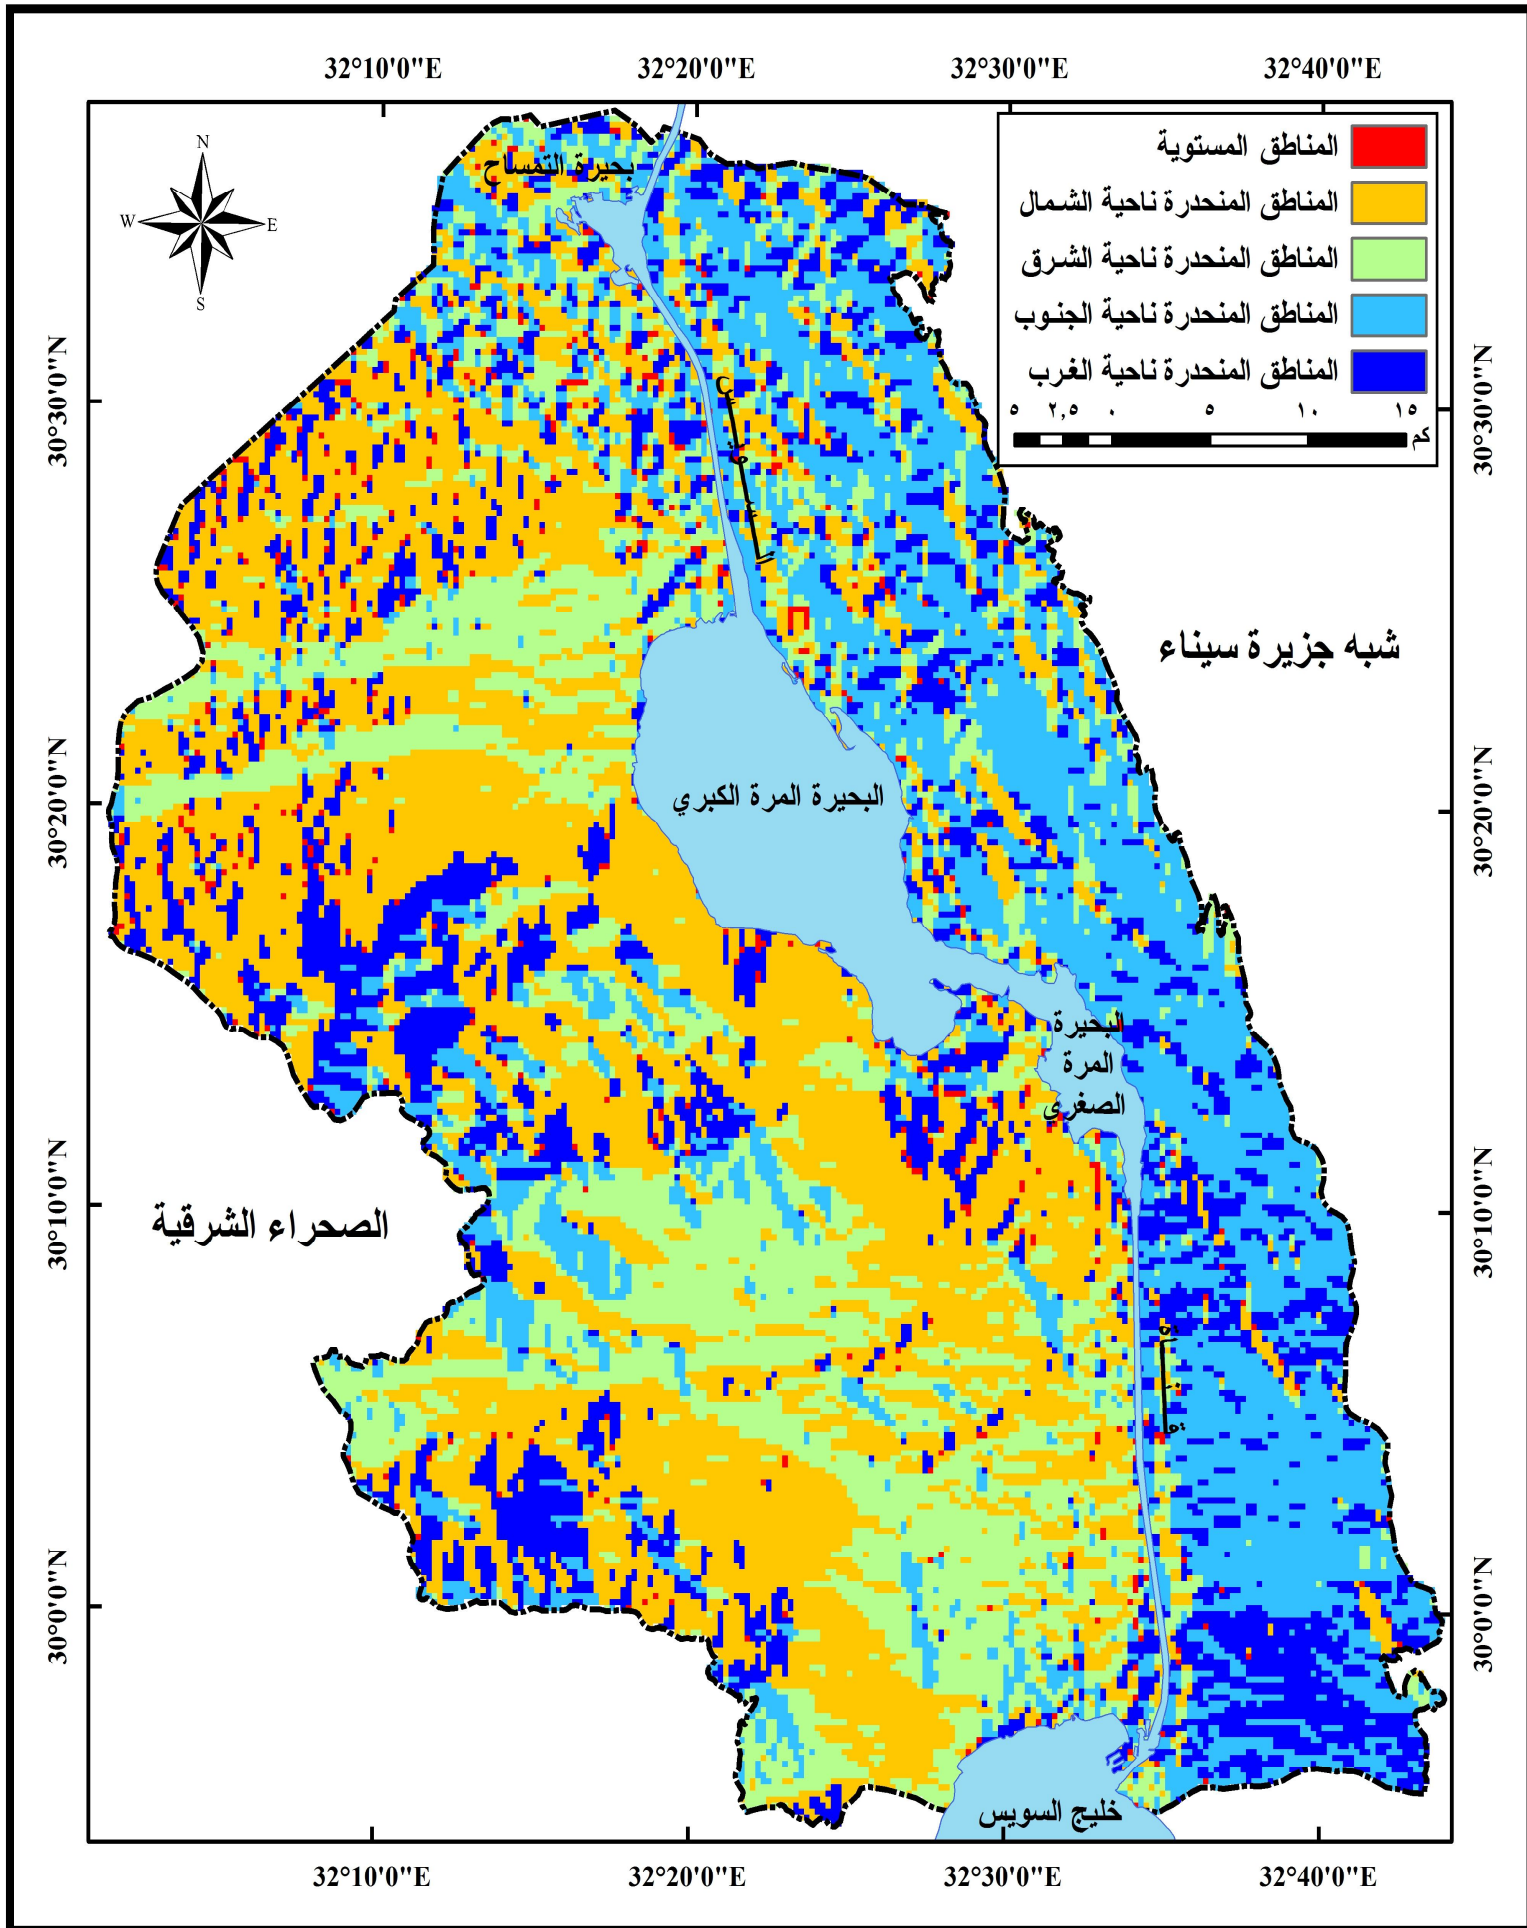 32°10'0"E
32°20'0"E
32°30'0"E
32°40'0"E
N
W
E
S
المناطق المستوية
المناطق المنحدرة ناحية الشمال
المناطق المنحدرة ناحية الشرق
المناطق المنحدرة ناحية الجنوب
المناطق المنحدرة ناحية الغرب
٥ ٢,٥ ٠ ٥ ١٠ ١٥
كم
بحيرة التمساح
30°30'0"N
30°30'0"N
السويس
شبه جزيرة سيناء
البحيرة المرة الكبري
30°20'0"N
30°20'0"N
البحيرة
المرة
الصغري
30°10'0"N
30°10'0"N
الصحراء الشرقية
قناة
30°0'0"N
30°0'0"N
خليج السويس
32°10'0"E
32°20'0"E
32°30'0"E
32°40'0"E